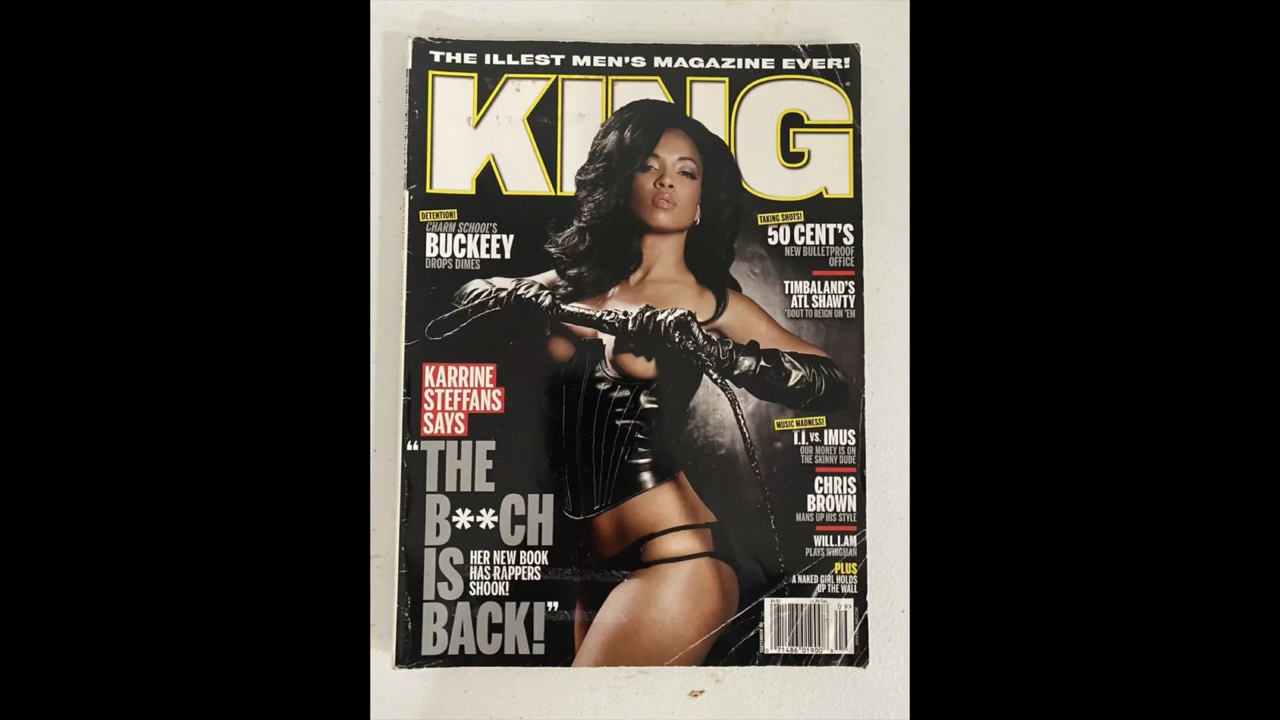 THE ILLEST MEN'S MAGAZINE EVER!
KING
DETENTION!
CHARM SCHOOL'S
BUCKEEY
DROPS DIMES
TAKING SHOTS!
50 CENT'S
NEW BULLETPROOF
OFFICE
TIMBALAND'S
ATL SHAWTY
'BOUT TO REIGN ON 'EM
KARRINE
STEFFANS
SAYS
"THE
B**CH
IS
BACK!"
HER NEW BOOK
HAS RAPPERS
SHOOK!
MUSIC MADNESS!
T.I. VS. IMUS
OUR MONEY IS ON
THE SKINNY DUDE
CHRIS
BROWN
MANS UP HIS STYLE
WILL.I.AM
PLAYS WINGMAN
PLUS
A NAKED GIRL HOLDS
UP THE WALL
09>
71486 01900